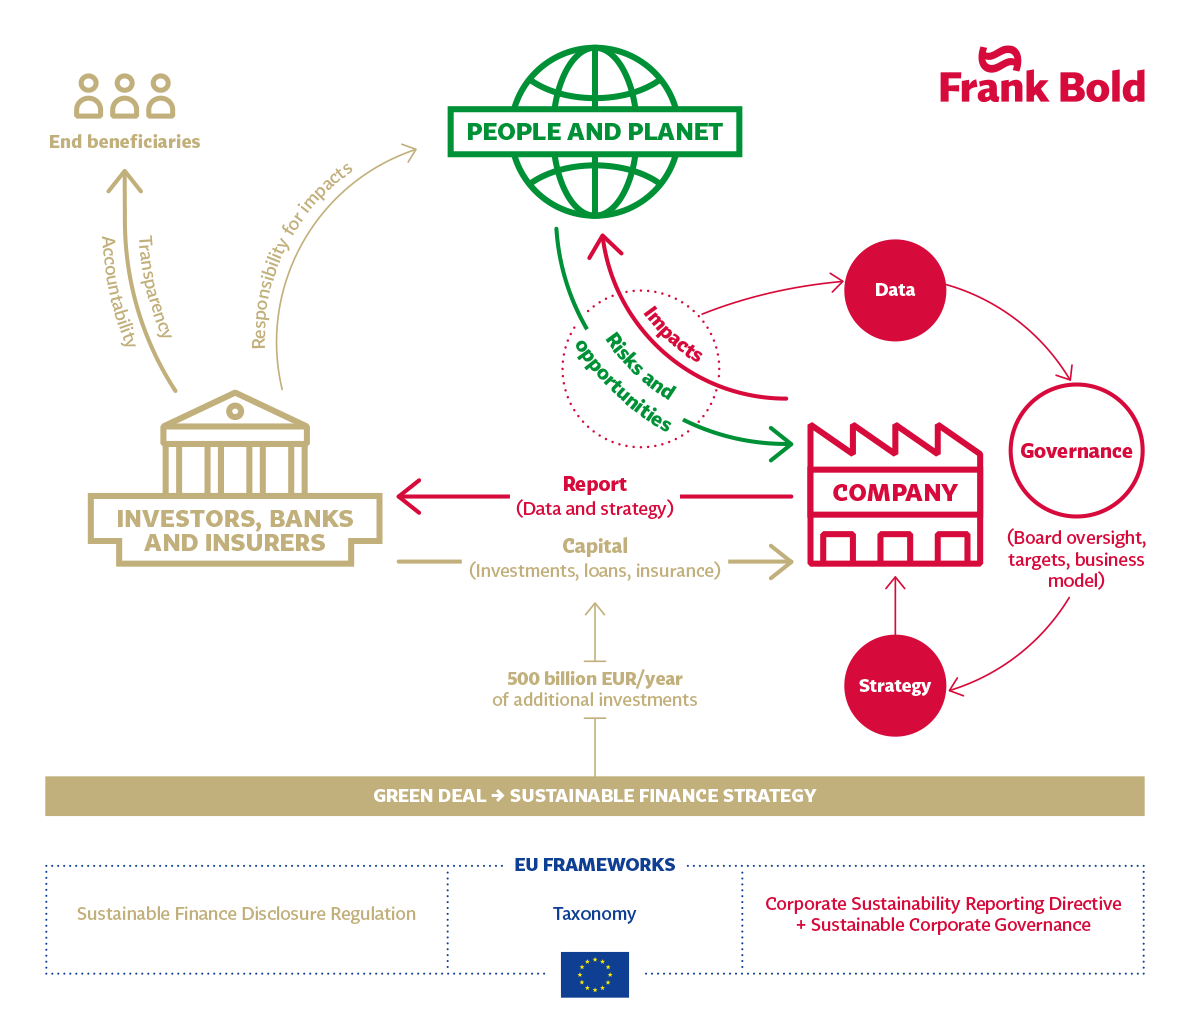 Frank Bold
End beneficiaries
PEOPLE AND PLANET
Transparency
Accountability
Responsibility for impacts
Impacts
Risks and
opportunities
Data
Governance
(Board oversight,
targets, business
model)
Strategy
COMPANY
Report
(Data and strategy)
INVESTORS, BANKS
AND INSURERS
Capital
(Investments, loans, insurance)
500 billion EUR/year
of additional investments
GREEN DEAL → SUSTAINABLE FINANCE STRATEGY
EU FRAMEWORKS
Sustainable Finance Disclosure Regulation
Taxonomy
Corporate Sustainability Reporting Directive
+ Sustainable Corporate Governance